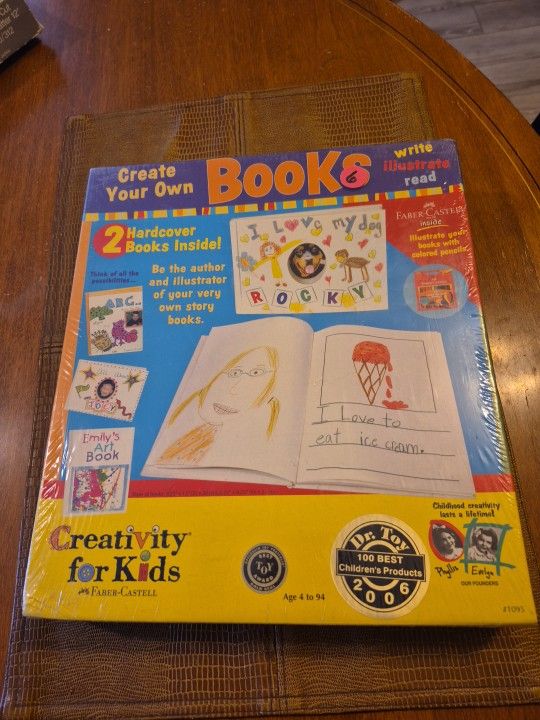 Create
Your Own
BOOKS
6
write
illustrate
read
2 Hardcover
Books Inside!
Think of all the
possibilities...
Be the author
and illustrator
of your very
own story
books.
I Love my dog
ROCKY
FABER-CASTELL
inside
Illustrate your
books with
colored pencils.
ABC...
Emily's
Art
Book
I Love to
eat ice cream.
Creativity
for Kids
FABER-CASTELL
TOY
Age 4 to 94
Dr. Toy
100 BEST
Children's Products
2006
Childhood creativity
lasts a lifetime!
Phyllis Evelyn
OUR FOUNDERS
#1095